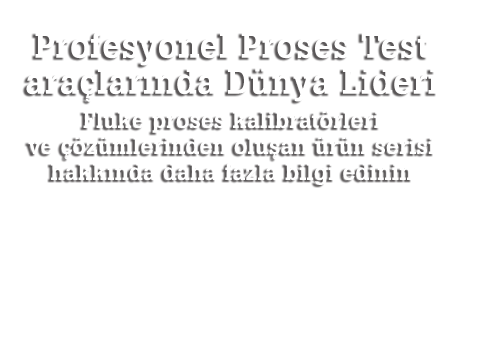 Profesyonel Proses Test
araçlarında Dünya Lideri
Fluke proses kalibratörleri
ve çözümlerinden oluşan ürün serisi
hakkında daha fazla bilgi edinin